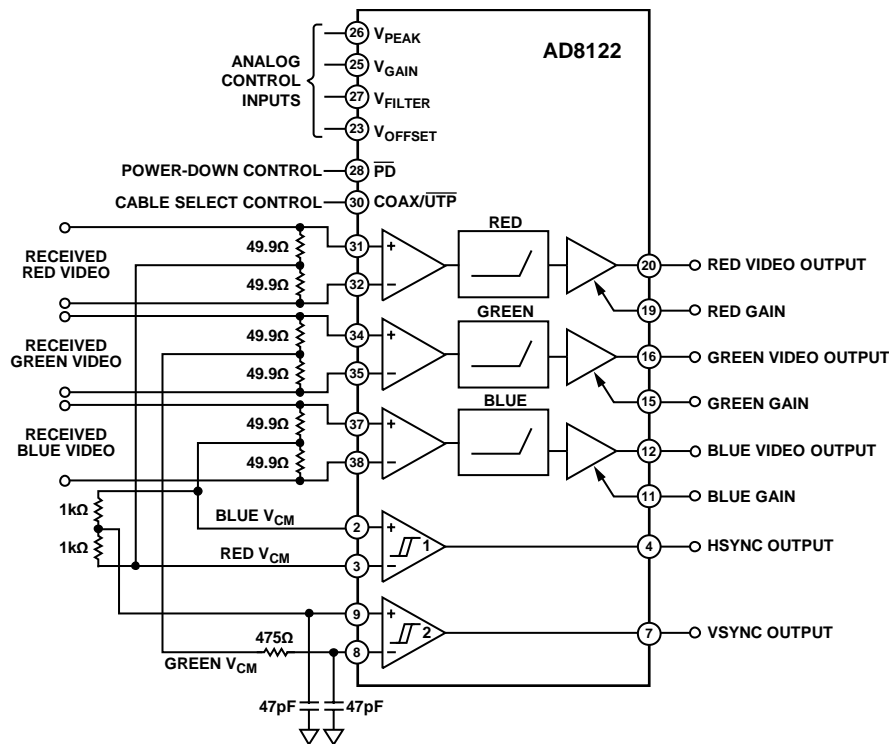 AD8122
ANALOG
CONTROL
INPUTS
26 VPEAK
25 VGAIN
27 VFILTER
23 VOFFSET
POWER-DOWN CONTROL 28 PD
CABLE SELECT CONTROL 30 COAX/UTP
RECEIVED
RED VIDEO
49.9Ω
49.9Ω
31 +
32 –
RED
20 RED VIDEO OUTPUT
19 RED GAIN
RECEIVED
GREEN VIDEO
49.9Ω
49.9Ω
34 +
35 –
GREEN
16 GREEN VIDEO OUTPUT
15 GREEN GAIN
RECEIVED
BLUE VIDEO
49.9Ω
49.9Ω
37 +
38 –
BLUE
12 BLUE VIDEO OUTPUT
11 BLUE GAIN
1kΩ
1kΩ
BLUE VCM 2 +
RED VCM 3 –
1
4 HSYNC OUTPUT
9 +
475Ω 8 –
2
7 VSYNC OUTPUT
GREEN VCM
47pF 47pF